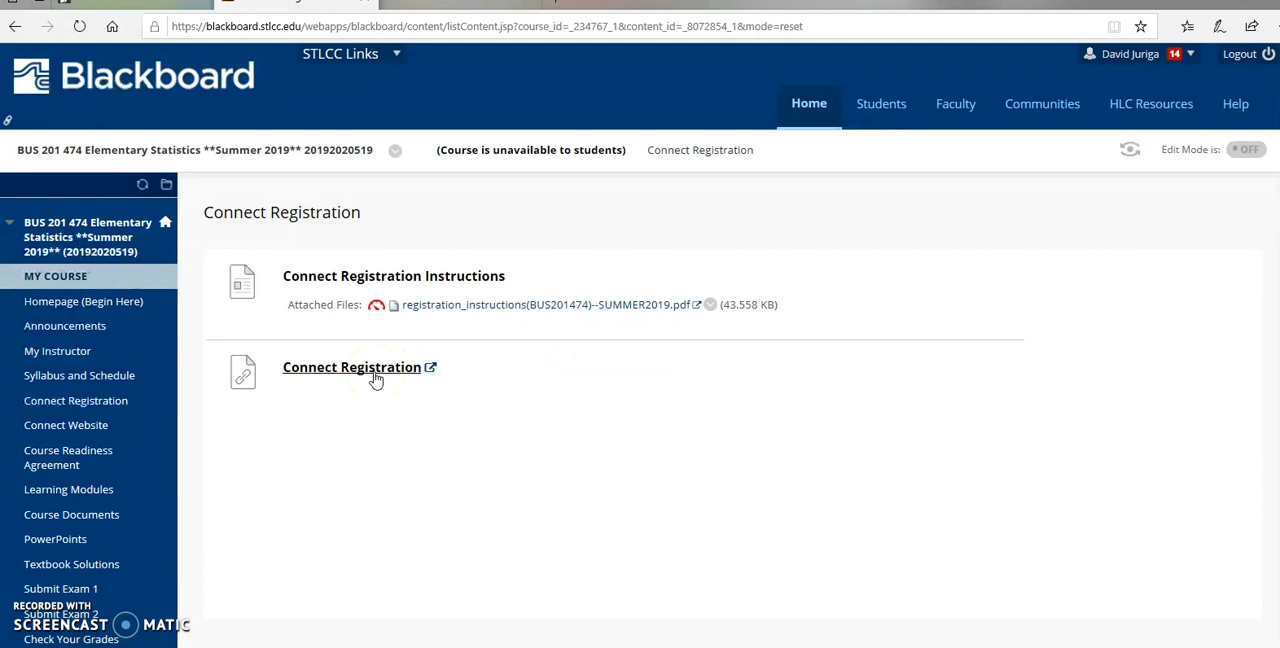 https://blackboard.stlcc.edu/webapps/blackboard/content/listContent.jsp?course_id=_234767_1&content_id=_8072854_1&mode=reset
STLCC Links
David Juriga 14 Logout
Blackboard
Home Students Faculty Communities HLC Resources Help
BUS 201 474 Elementary Statistics **Summer 2019** 20192020519 (Course is unavailable to students) Connect Registration Edit Mode is: OFF
BUS 201 474 Elementary
Statistics **Summer
2019** (20192020519)
MY COURSE
Homepage (Begin Here)
Announcements
My Instructor
Syllabus and Schedule
Connect Registration
Connect Website
Course Readiness
Agreement
Learning Modules
Course Documents
PowerPoints
Textbook Solutions
Submit Exam 1
Submit Exam 2
Check Your Grades
Connect Registration
Connect Registration Instructions
Attached Files: registration_instructions(BUS201474)--SUMMER2019.pdf (43.558 KB)
Connect Registration
RECORDED WITH
SCREENCAST MATIC